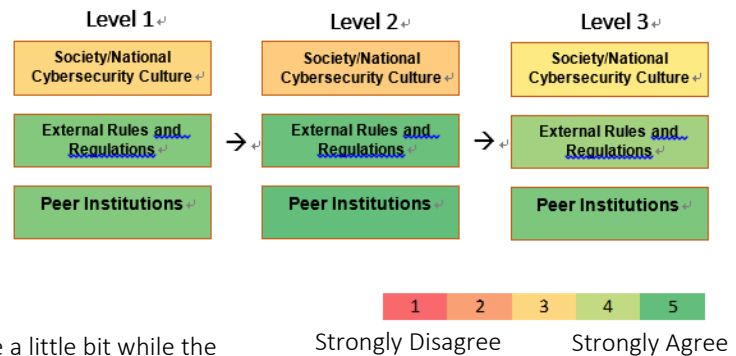 Level 1
Level 2
Level 3
Society/National
Cybersecurity Culture
Society/National
Cybersecurity Culture
Society/National
Cybersecurity Culture
External Rules and
Regulations
→
External Rules and
Regulations
→
External Rules and
Regulations
Peer Institutions
Peer Institutions
Peer Institutions
1 2 3 4 5
Strongly Disagree
Strongly Agree
e a little bit while the